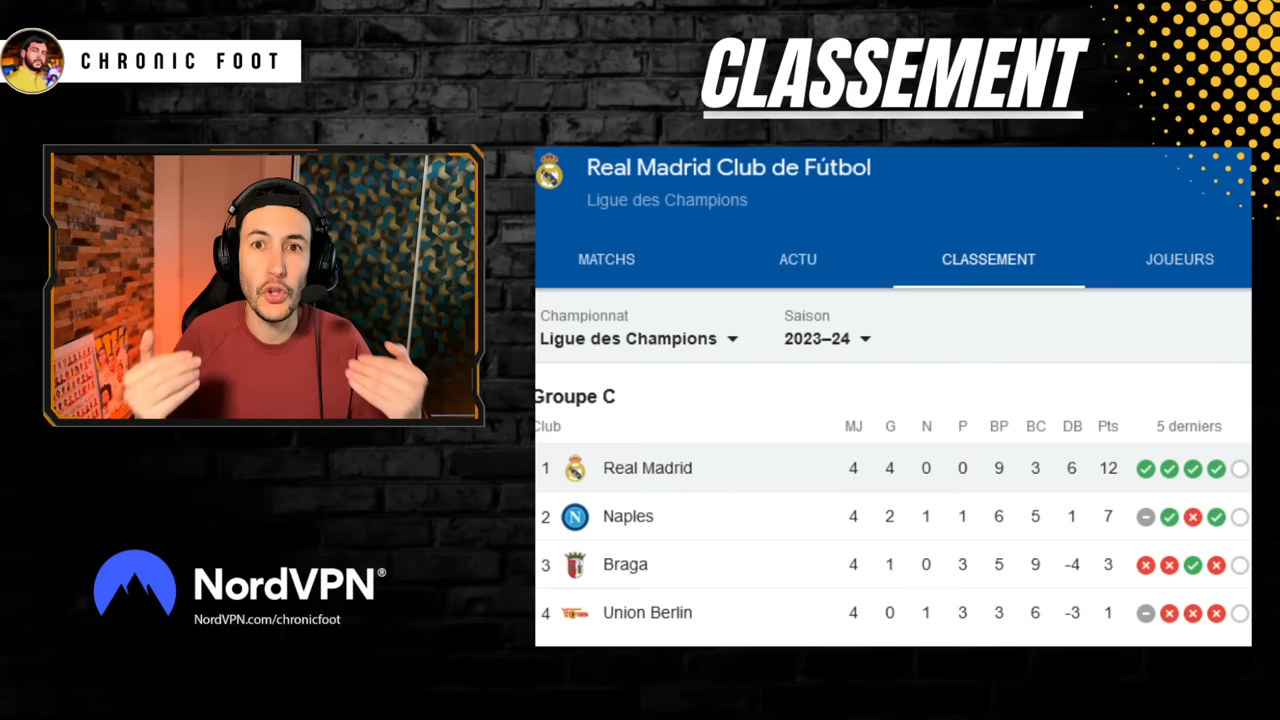 CHRONIC FOOT
CLASSEMENT
Real Madrid Club de Fútbol
Ligue des Champions
MATCHS ACTU CLASSEMENT JOUEURS
Championnat Saison
Ligue des Champions 2023–24
Groupe C
Club MJ G N P BP BC DB Pts 5 derniers
1 Real Madrid 4 4 0 0 9 3 6 12
2 N Naples 4 2 1 1 6 5 1 7
3 Braga 4 1 0 3 5 9 -4 3
4 Union Berlin 4 0 1 3 3 6 -3 1
NordVPN®
NordVPN.com/chronicfoot